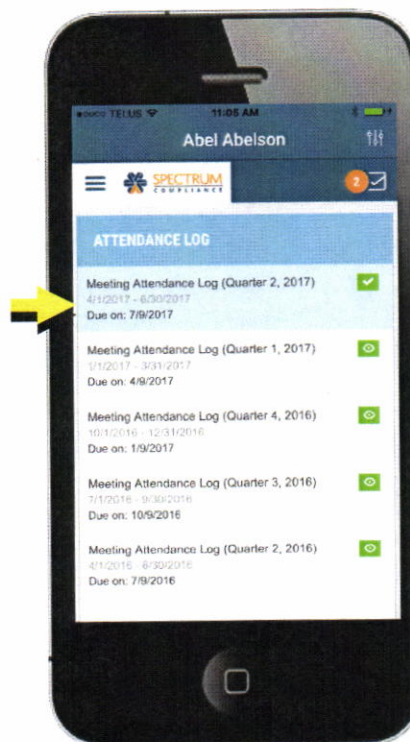 TELUS 11:05 AM
Abel Abelson
SPECTRUM
COMPLIANCE
2
ATTENDANCE LOG
Meeting Attendance Log (Quarter 2, 2017)
4/1/2017 - 6/30/2017
Due on: 7/9/2017
Meeting Attendance Log (Quarter 1, 2017)
1/1/2017 - 3/31/2017
Due on: 4/9/2017
Meeting Attendance Log (Quarter 4, 2016)
10/1/2016 - 12/31/2016
Due on: 1/9/2017
Meeting Attendance Log (Quarter 3, 2016)
7/1/2016 - 9/30/2016
Due on: 10/9/2016
Meeting Attendance Log (Quarter 2, 2016)
4/1/2016 - 6/30/2016
Due on: 7/9/2016